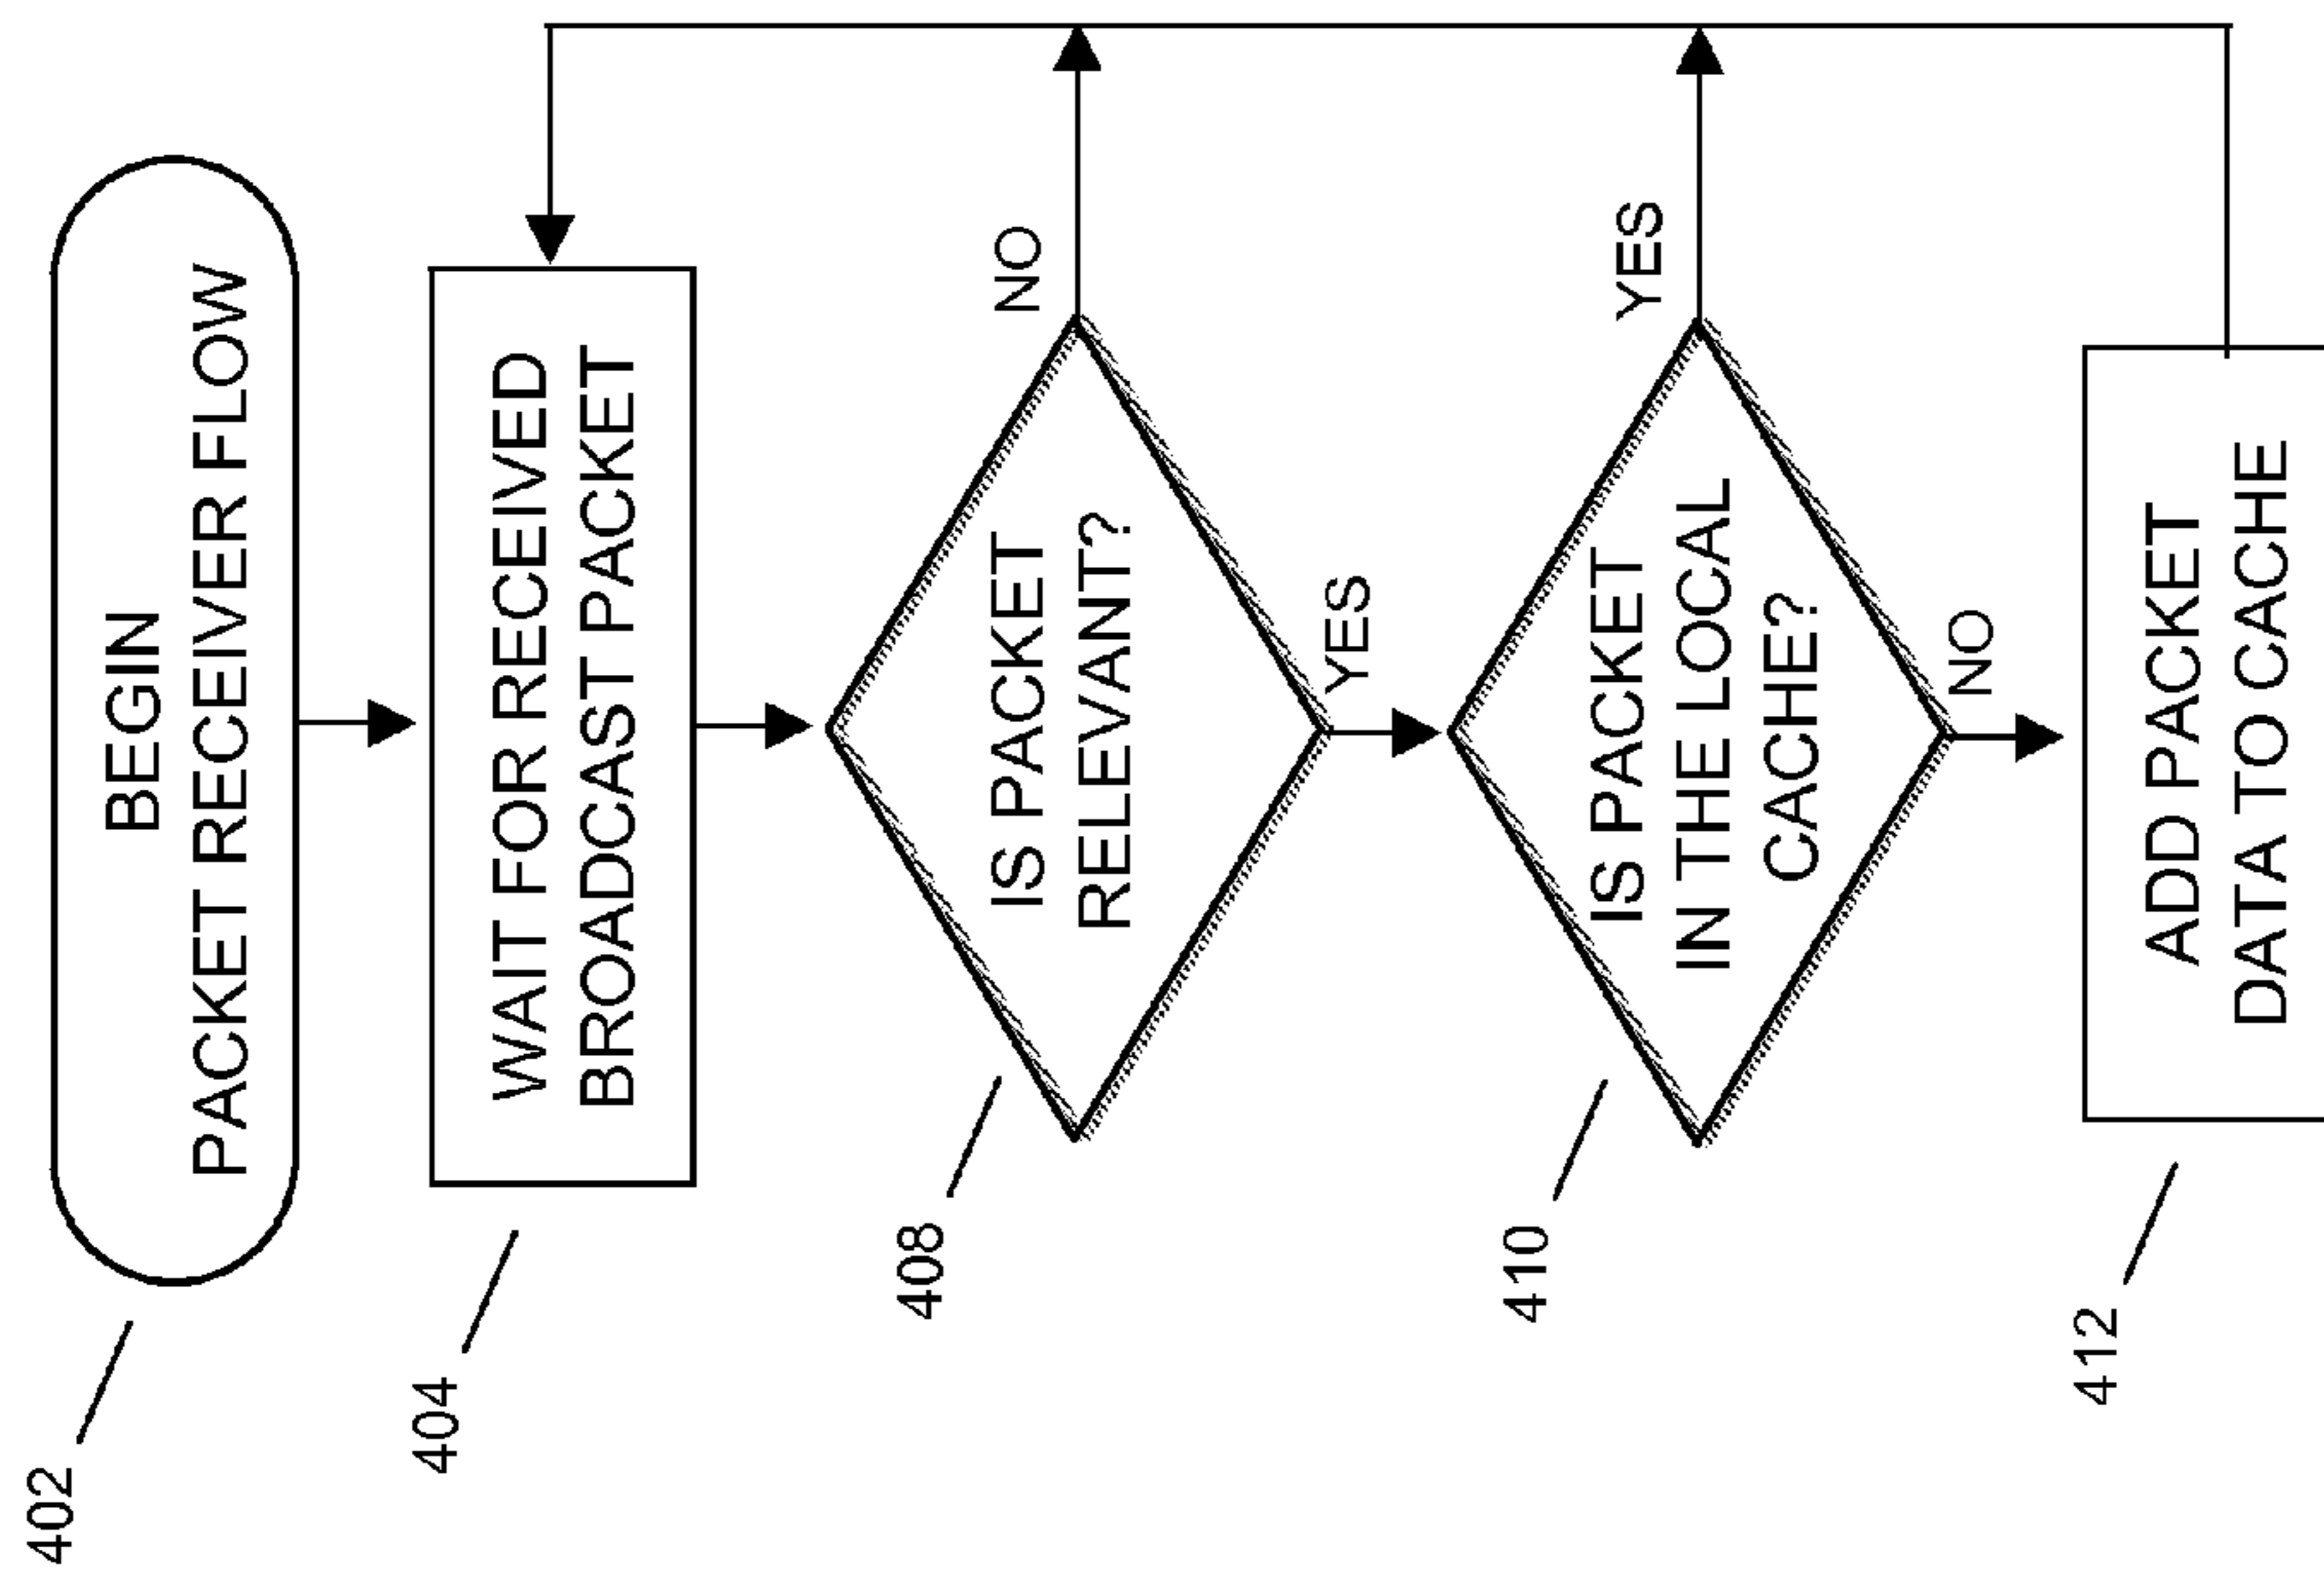 402
BEGIN
PACKET RECEIVER FLOW
404
WAIT FOR RECEIVED
BROADCAST PACKET
408
IS PACKET
RELEVANT?
NO
YES
410
IS PACKET
IN THE LOCAL
CACHE?
YES
NO
412
ADD PACKET
DATA TO CACHE